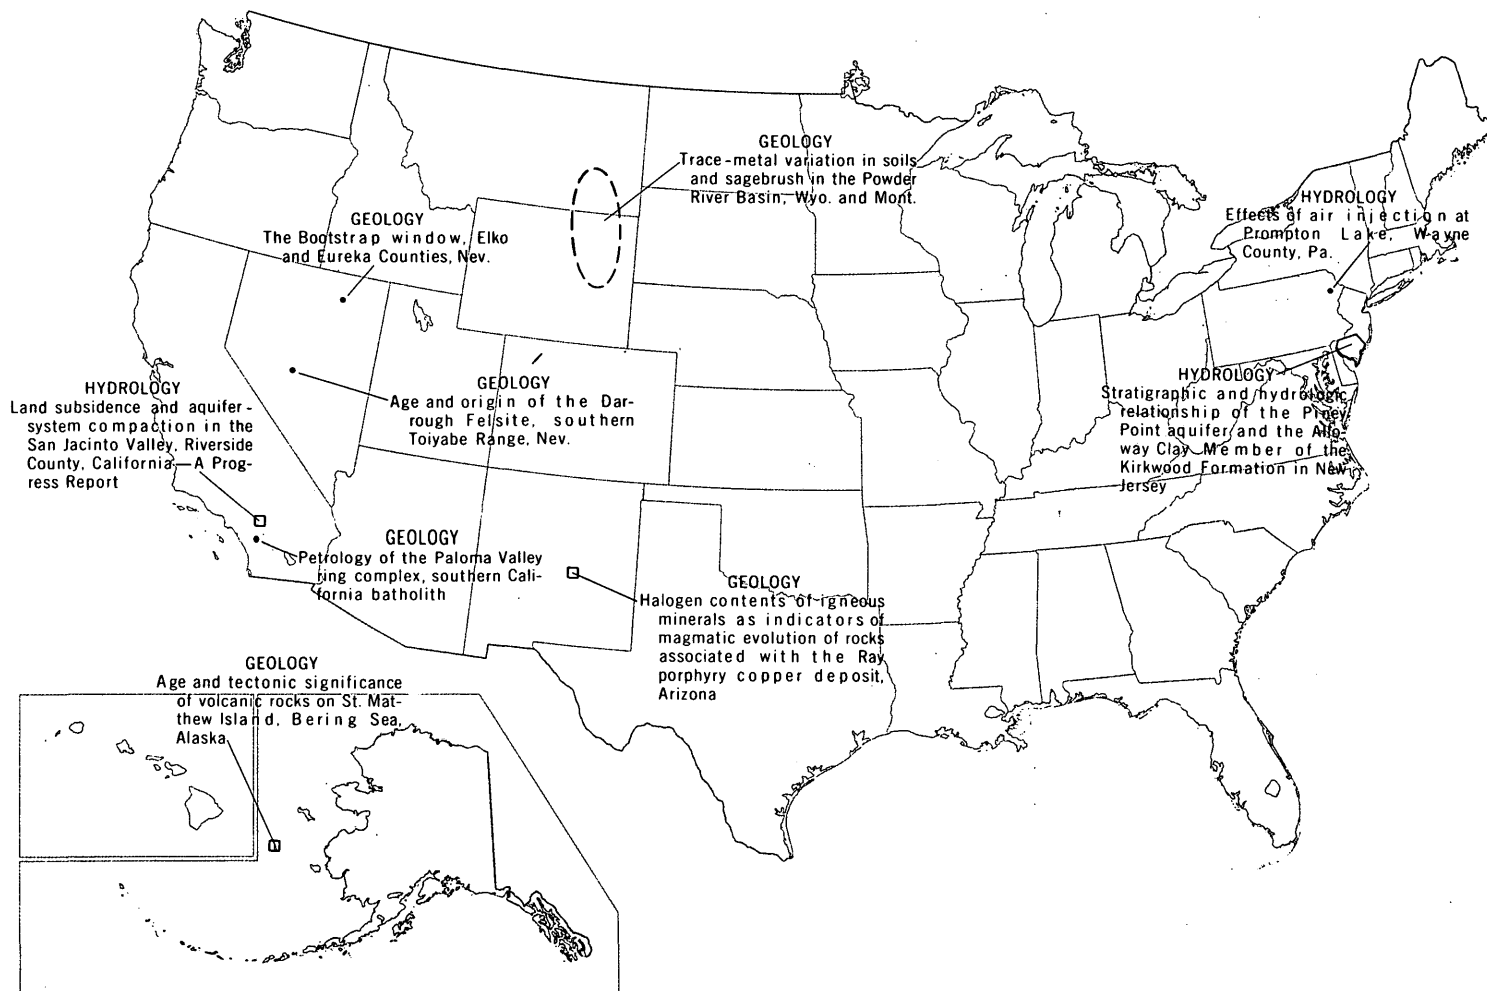 GEOLOGY
Trace-metal variation in soils
and sagebrush in the Powder
River Basin, Wyo. and Mont.
HYDROLOGY
Effects of air injection at
Prompton Lake, Wayne
County, Pa.
GEOLOGY
The Bootstrap window, Elko
and Eureka Counties, Nev.
HYDROLOGY
Land subsidence and aquifer-
system compaction in the
San Jacinto Valley, Riverside
County, California—A Prog-
ress Report
GEOLOGY
Age and origin of the Dar-
rough Felsite, southern
Toiyabe Range, Nev.
HYDROLOGY
Stratigraphic and hydrologic
relationship of the Piney
Point aquifer and the Allo-
way Clay Member of the
Kirkwood Formation in New
Jersey
GEOLOGY
Petrology of the Paloma Valley
ring complex, southern Cali-
fornia batholith
GEOLOGY
Halogen contents of igneous
minerals as indicators of
magmatic evolution of rocks
associated with the Ray
porphyry copper deposit,
Arizona
GEOLOGY
Age and tectonic significance
of volcanic rocks on St. Mat-
thew Island, Bering Sea,
Alaska